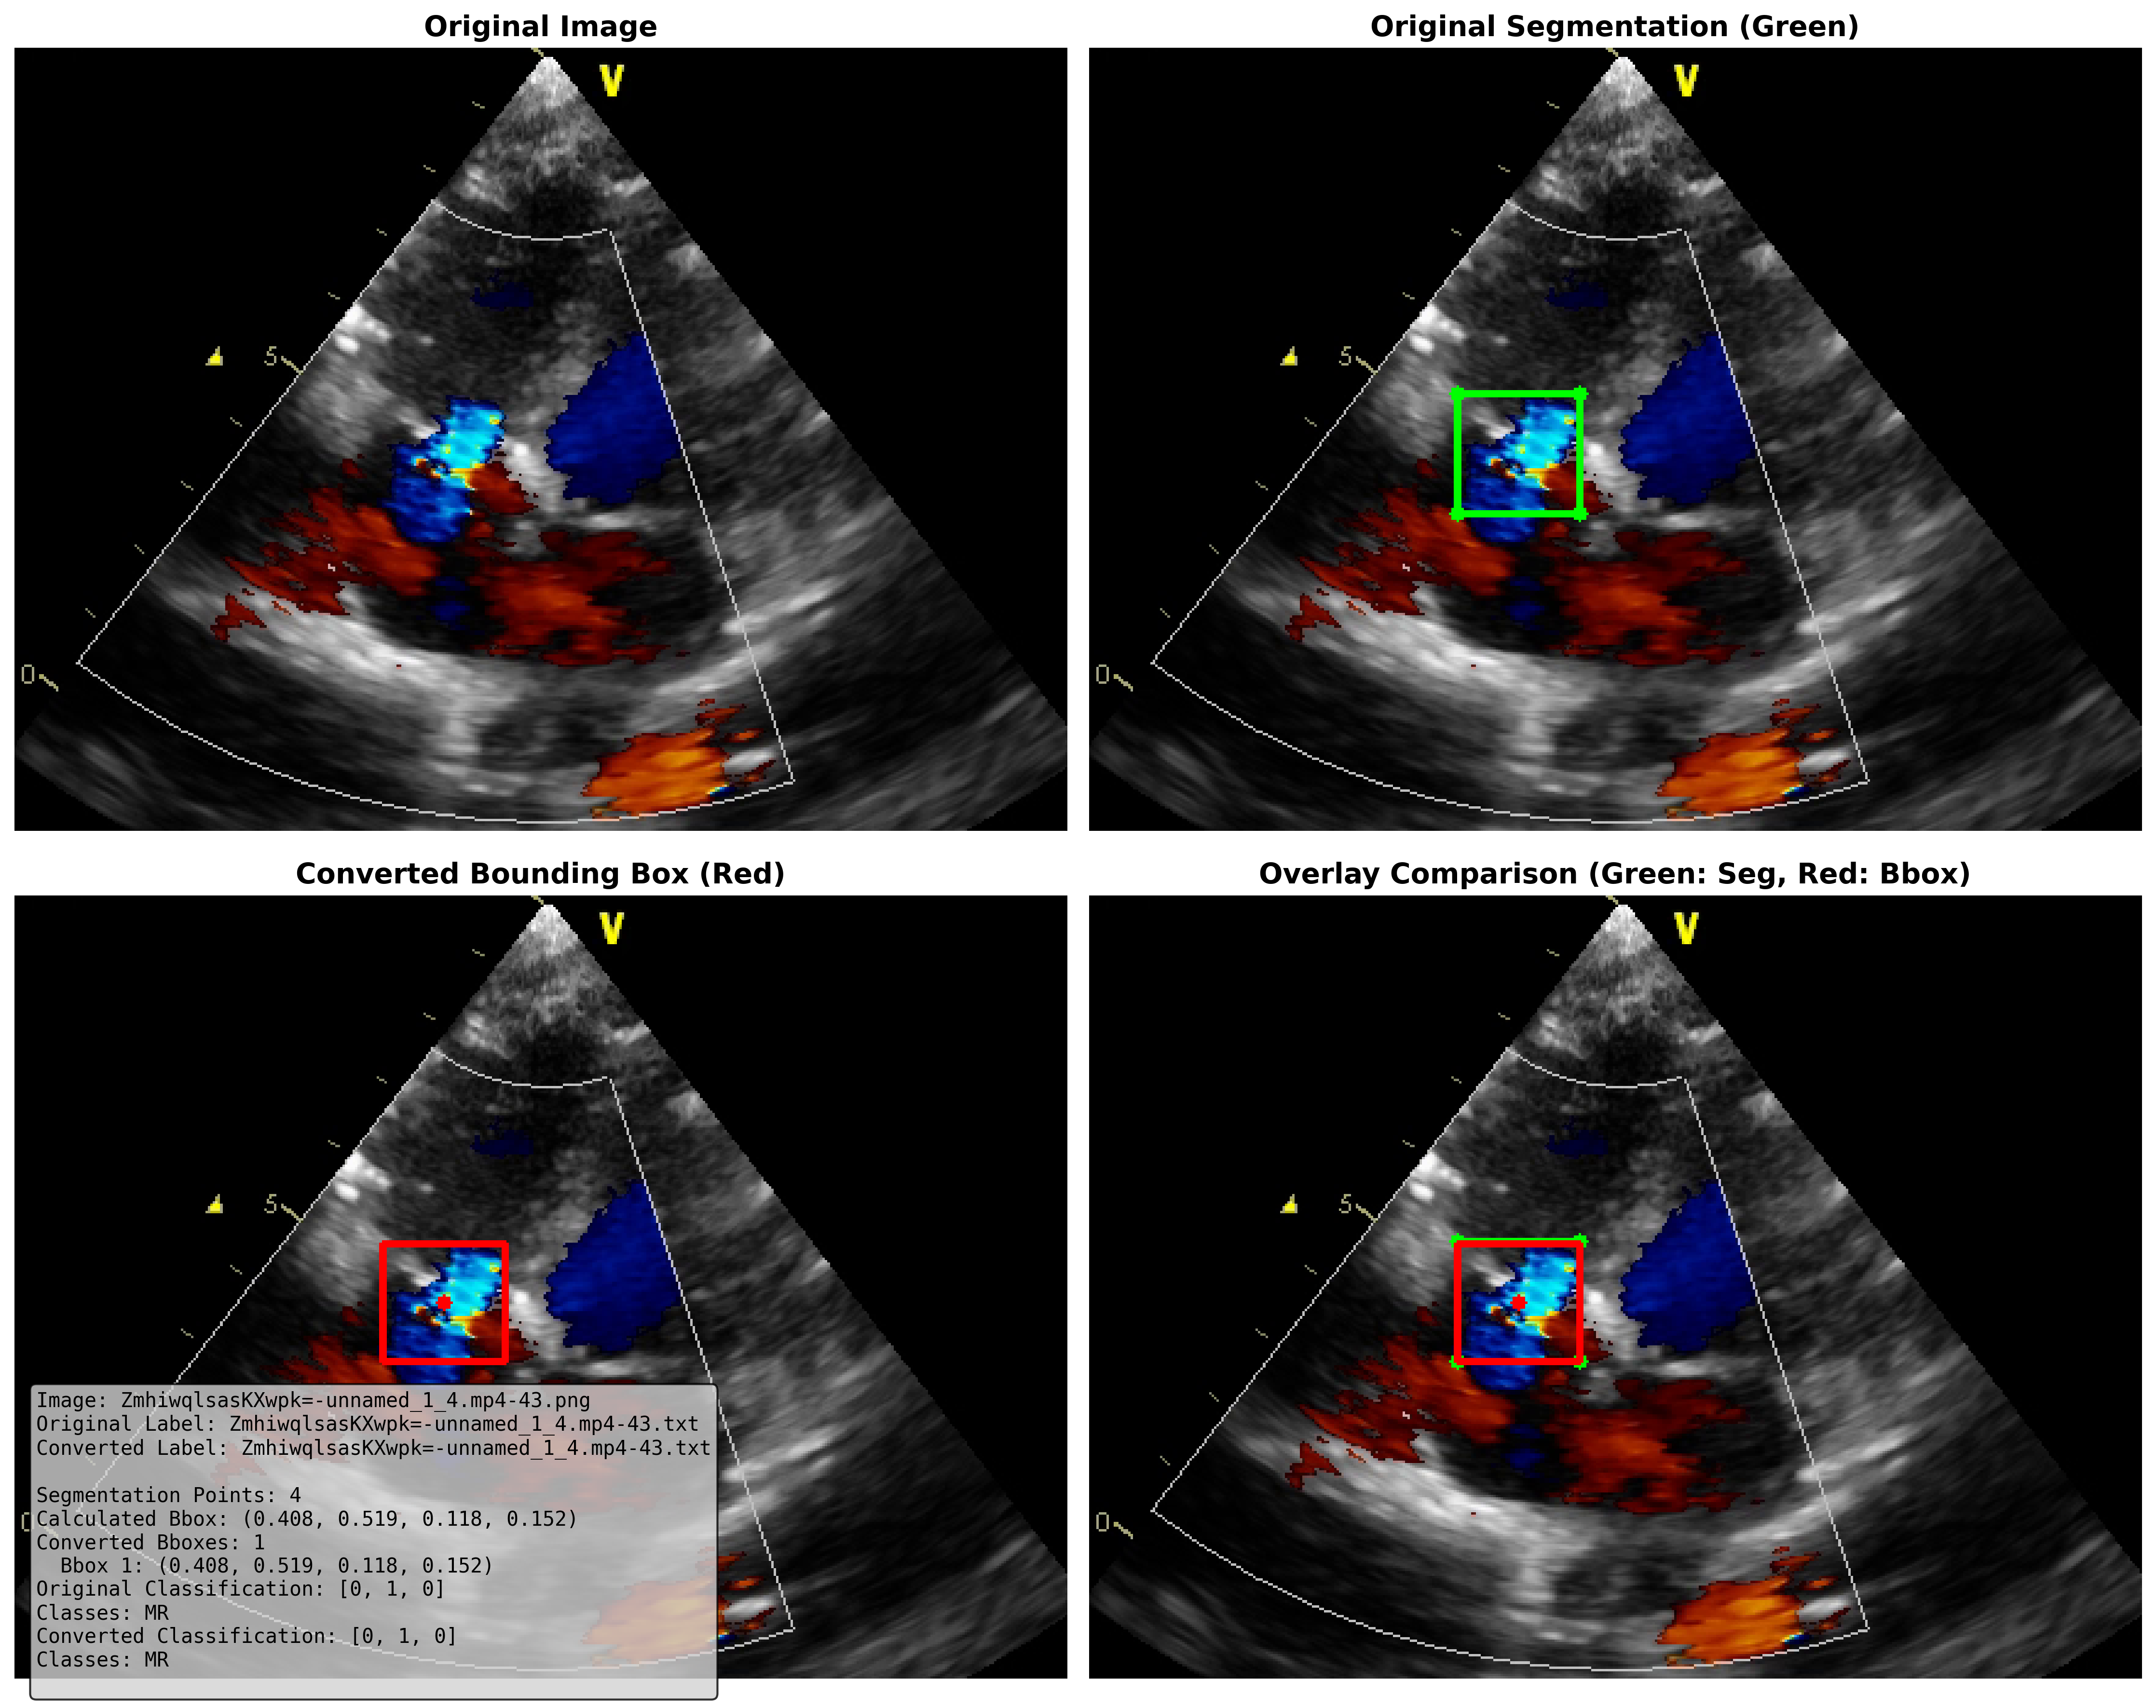 Original Image
Original Segmentation (Green)
V
V
5
5
0
0
Converted Bounding Box (Red)
Overlay Comparison (Green: Seg, Red: Bbox)
V
V
5
5
0
Image: ZmhiwqlsasKXwpk=-unnamed_1_4.mp4-43.png
Original Label: ZmhiwqlsasKXwpk=-unnamed_1_4.mp4-43.txt
Converted Label: ZmhiwqlsasKXwpk=-unnamed_1_4.mp4-43.txt
Segmentation Points: 4
Calculated Bbox: (0.408, 0.519, 0.118, 0.152)
Converted Bboxes: 1
Bbox 1: (0.408, 0.519, 0.118, 0.152)
Original Classification: [0, 1, 0]
Classes: MR
Converted Classification: [0, 1, 0]
Classes: MR